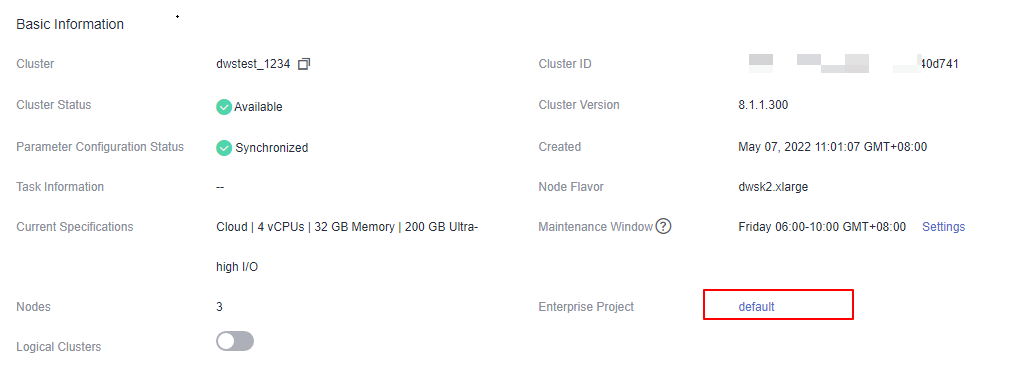 Basic Information
Cluster dwstest_1234 Cluster ID 40d741
Cluster Status Available Cluster Version 8.1.1.300
Parameter Configuration Status Synchronized Created May 07, 2022 11:01:07 GMT+08:00
Task Information -- Node Flavor dwsk2.xlarge
Current Specifications Cloud | 4 vCPUs | 32 GB Memory | 200 GB Ultra- Maintenance Window ? Friday 06:00-10:00 GMT+08:00 Settings
high I/O
Nodes 3 Enterprise Project default
Logical Clusters